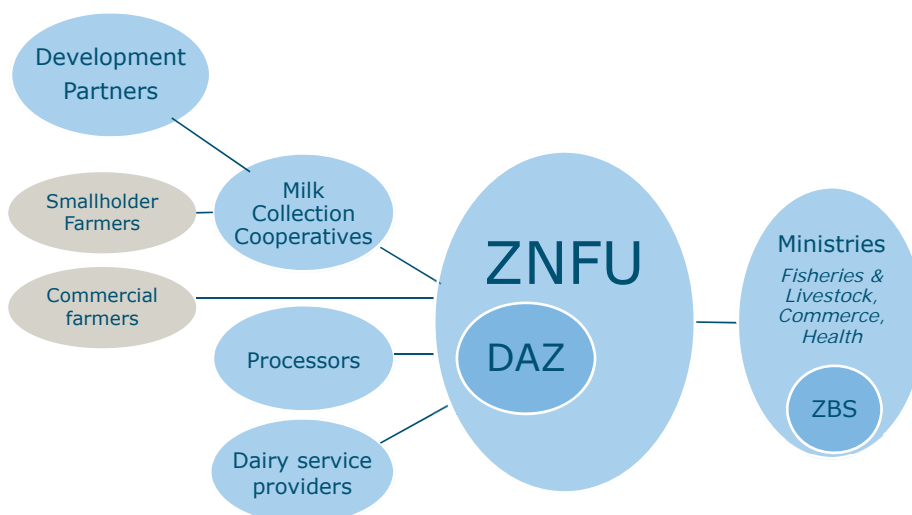 Development
Partners
Smallholder
Farmers
Milk
Collection
Cooperatives
Commercial
farmers
Processors
Dairy service
providers
ZNFU
DAZ
Ministries
Fisheries &
Livestock,
Commerce,
Health
ZBS